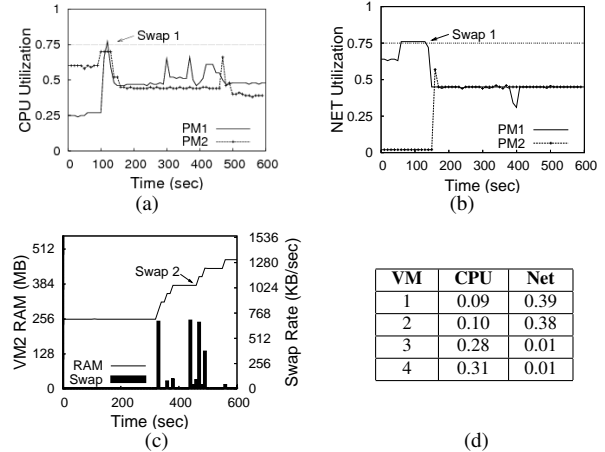 CPU Utilization
1
0.75
0.5
0.25
0
Swap 1
PM1
PM2
0 100 200 300 400 500 600
Time (sec)
(a)
NET Utilization
1
0.75
0.5
0.25
0
Swap 1
PM1
PM2
0 100 200 300 400 500 600
Time (sec)
(b)
VM2 RAM (MB)
512
384
256
128
0
Swap 2
RAM
Swap
1536
1280
1024
768
512
256
0
Swap Rate (KB/sec)
0 200 400 600
Time (sec)
(c)
VM CPU Net
1 0.09 0.39
2 0.10 0.38
3 0.28 0.01
4 0.31 0.01
(d)